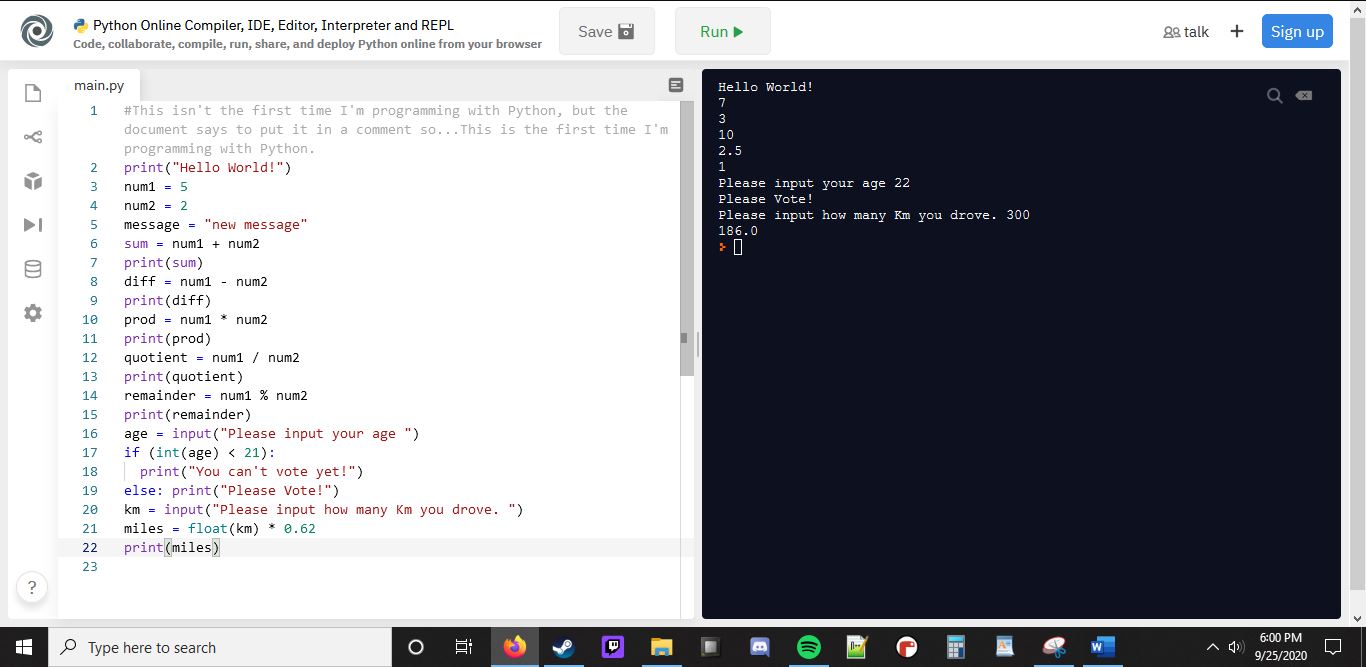 Python Online Compiler, IDE, Editor, Interpreter and REPL
Code, collaborate, compile, run, share, and deploy Python online from your browser
Save
Run
talk
+
Sign up
main.py
1 #This isn't the first time I'm programming with Python, but the
document says to put it in a comment so...This is the first time I'm
programming with Python.
2 print("Hello World!")
3 num1 = 5
4 num2 = 2
5 message = "new message"
6 sum = num1 + num2
7 print(sum)
8 diff = num1 - num2
9 print(diff)
10 prod = num1 * num2
11 print(prod)
12 quotient = num1 / num2
13 print(quotient)
14 remainder = num1 % num2
15 print(remainder)
16 age = input("Please input your age ")
17 if (int(age) < 21):
18   print("You can't vote yet!")
19 else: print("Please Vote!")
20 km = input("Please input how many Km you drove. ")
21 miles = float(km) * 0.62
22 print(miles)
23
?
Hello World!
7
3
10
2.5
1
Please input your age 22
Please Vote!
Please input how many Km you drove. 300
186.0
Type here to search
6:00 PM
9/25/2020